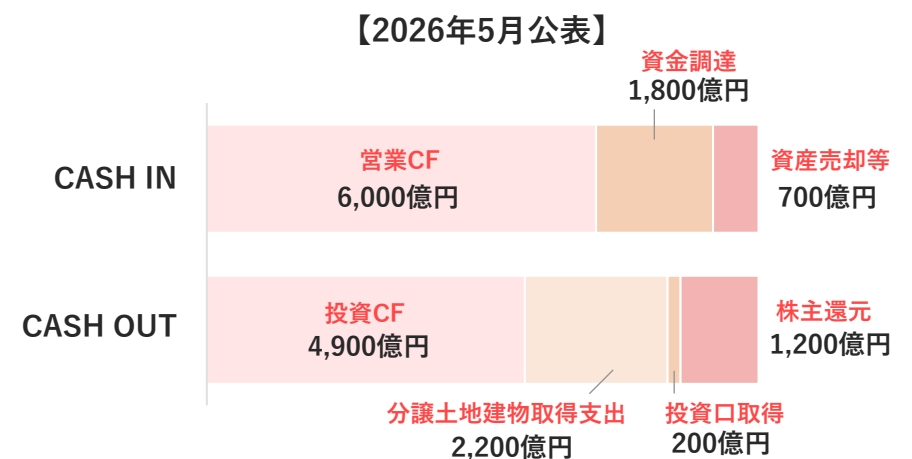 【2026年5月公表】
資金調達
1,800億円
CASH IN
営業CF
6,000億円
資産売却等
700億円
CASH OUT
投資CF
4,900億円
株主還元
1,200億円
分譲土地建物取得支出
2,200億円
投資口取得
200億円